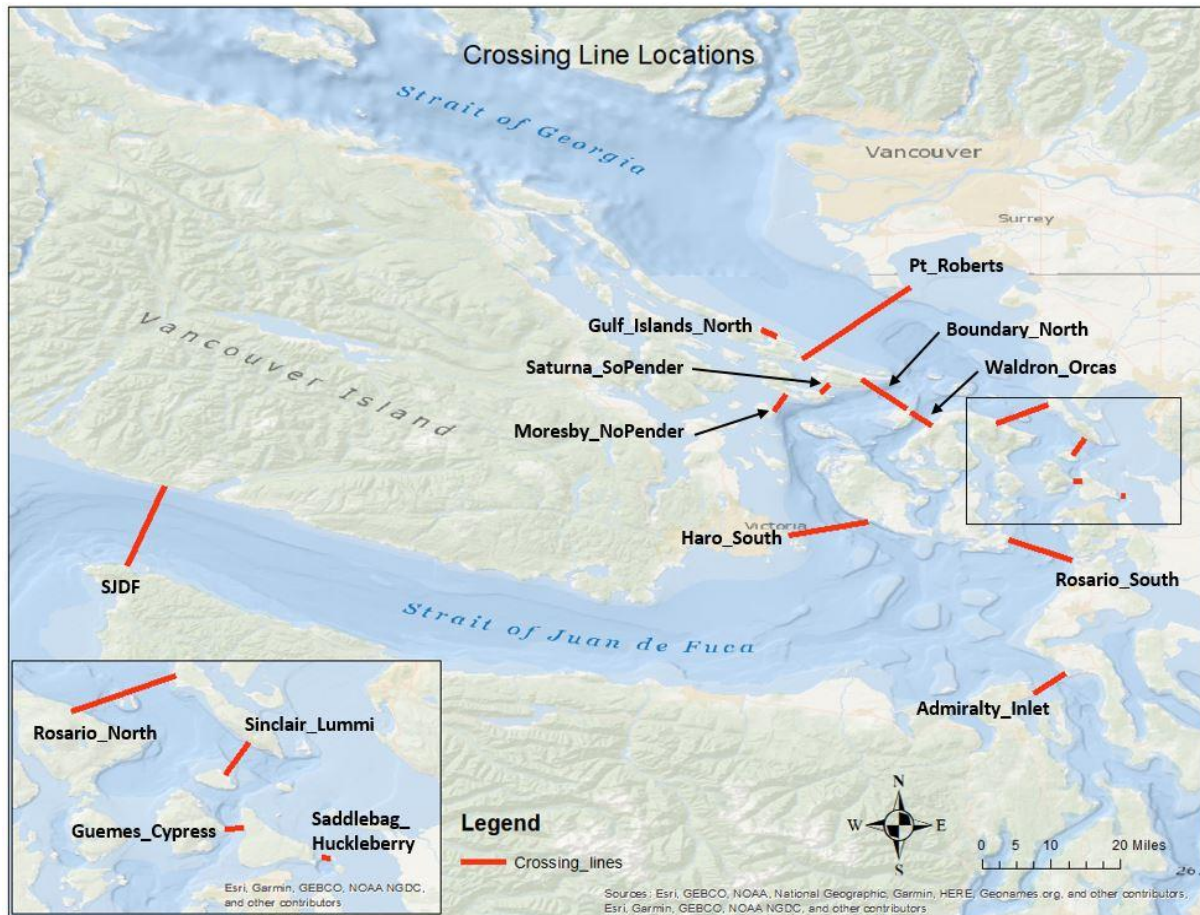 Crossing Line Locations
Strait of Georgia
Vancouver
Surrey
Pt_Roberts
Gulf_Islands_North
Boundary_North
Saturna_SoPender
Waldron_Orcas
Vancouver Island
Moresby_NoPender
Victoria
Haro_South
SJDF
Rosario_South
Strait of Juan de Fuca
Admiralty_Inlet
Rosario_North
Sinclair_Lummi
Guemes_Cypress
Saddlebag_
Huckleberry
Esri, Garmin, GEBCO, NOAA NGDC,
and other contributors
Legend
Crossing_lines
N
W E
S
0 5 10 20 Miles
26
Sources: Esri, GEBCO, NOAA, National Geographic, Garmin, HERE, Geonames.org, and other contributors,
Esri, Garmin, GEBCO, NOAA NGDC, and other contributors